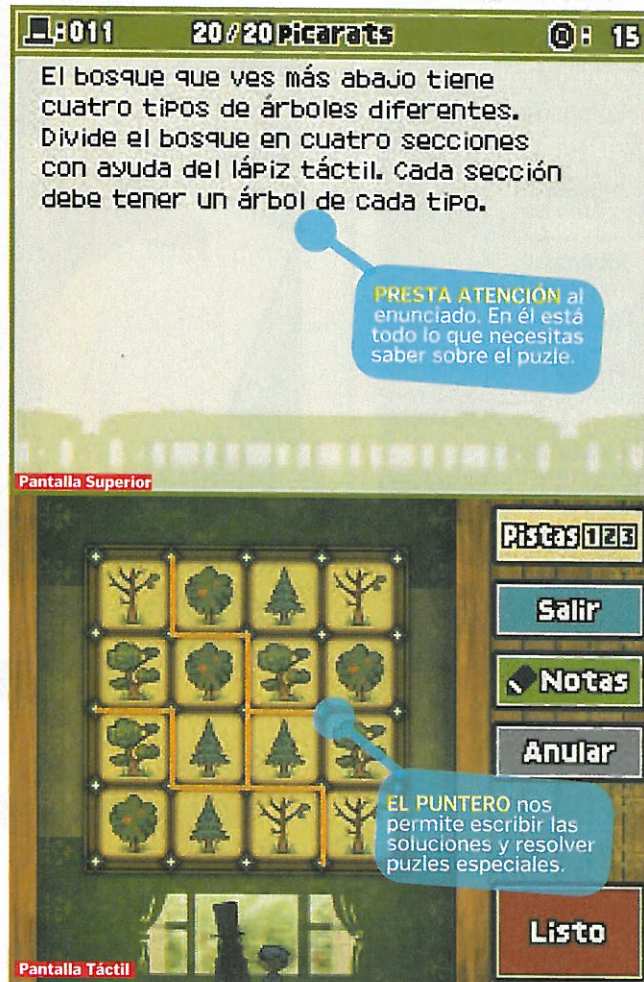 :011 20/20 picarats : 15
El bosque que ves más abajo tiene
cuatro tipos de árboles diferentes.
Divide el bosque en cuatro secciones
con ayuda del lápiz táctil. Cada sección
debe tener un árbol de cada tipo.
PRESTA ATENCIÓN al
enunciado. En él está
todo lo que necesitas
saber sobre el puzle.
Pantalla Superior
Pistas 1 2 3
Salir
Notas
Anular
EL PUNTERO nos
permite escribir las
soluciones y resolver
puzles especiales.
Listo
Pantalla Táctil